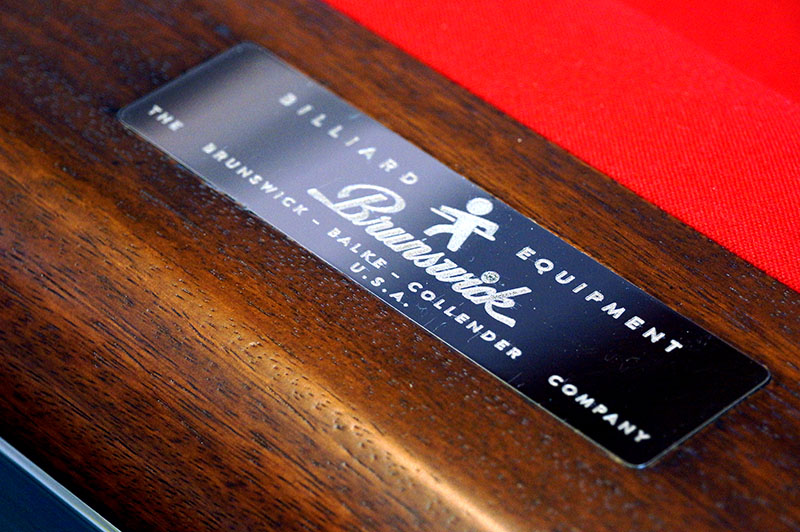 BILLIARD EQUIPMENT
Brunswick
THE BRUNSWICK – BALKE – COLLENDER COMPANY
U.S.A.